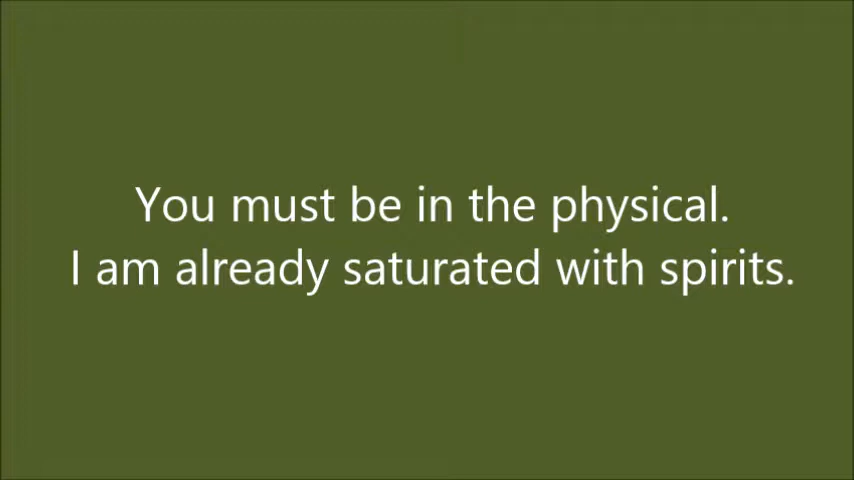 You must be in the physical.
I am already saturated with spirits.